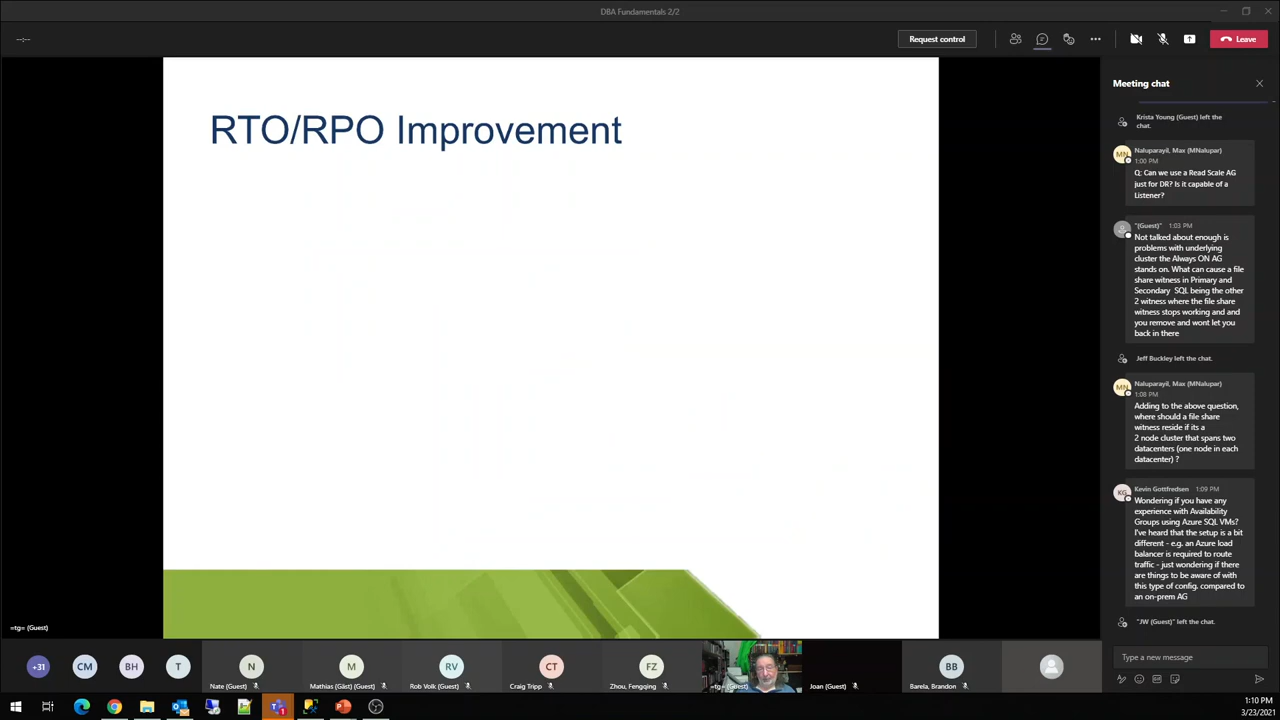 DBA Fundamentals 2/2
--:--
Request control
Leave
RTO/RPO Improvement
Meeting chat
Krista Young (Guest) left the
chat.
Naluparayil, Max (MNalupar)
MN
1:00 PM
Q: Can we use a Read Scale AG
just for DR? Is it capable of a
Listener?
"(Guest)" 1:03 PM
Not talked about enough is
problems with underlying
cluster the Always ON AG
stands on. What can cause a file
share witness in Primary and
Secondary SQL being the other
2 witness where the file share
witness stops working and and
you remove and wont let you
back in there
Jeff Buckley left the chat.
Naluparayil, Max (MNalupar)
MN
1:08 PM
Adding to the above question,
where should a file share
witness reside if its a
2 node cluster that spans two
datacenters (one node in each
datacenter) ?
KG
Kevin Gottfredsen 1:09 PM
Wondering if you have any
experience with Availability
Groups using Azure SQL VMs?
I've heard that the setup is a bit
different - e.g. an Azure load
balancer is required to route
traffic - just wondering if there
are things to be aware of with
this type of config. compared to
an on-prem AG
"JW (Guest)" left the chat.
Type a new message
=tg= (Guest)
+31
CM
BH
T
N
Nate (Guest)
M
Mathias (Gäst) (Guest)
RV
Rob Volk (Guest)
CT
Craig Tripp
FZ
Zhou, Fengqing
=tg= (Guest)
Joan (Guest)
BB
Barela, Brandon
1:10 PM
3/23/2021